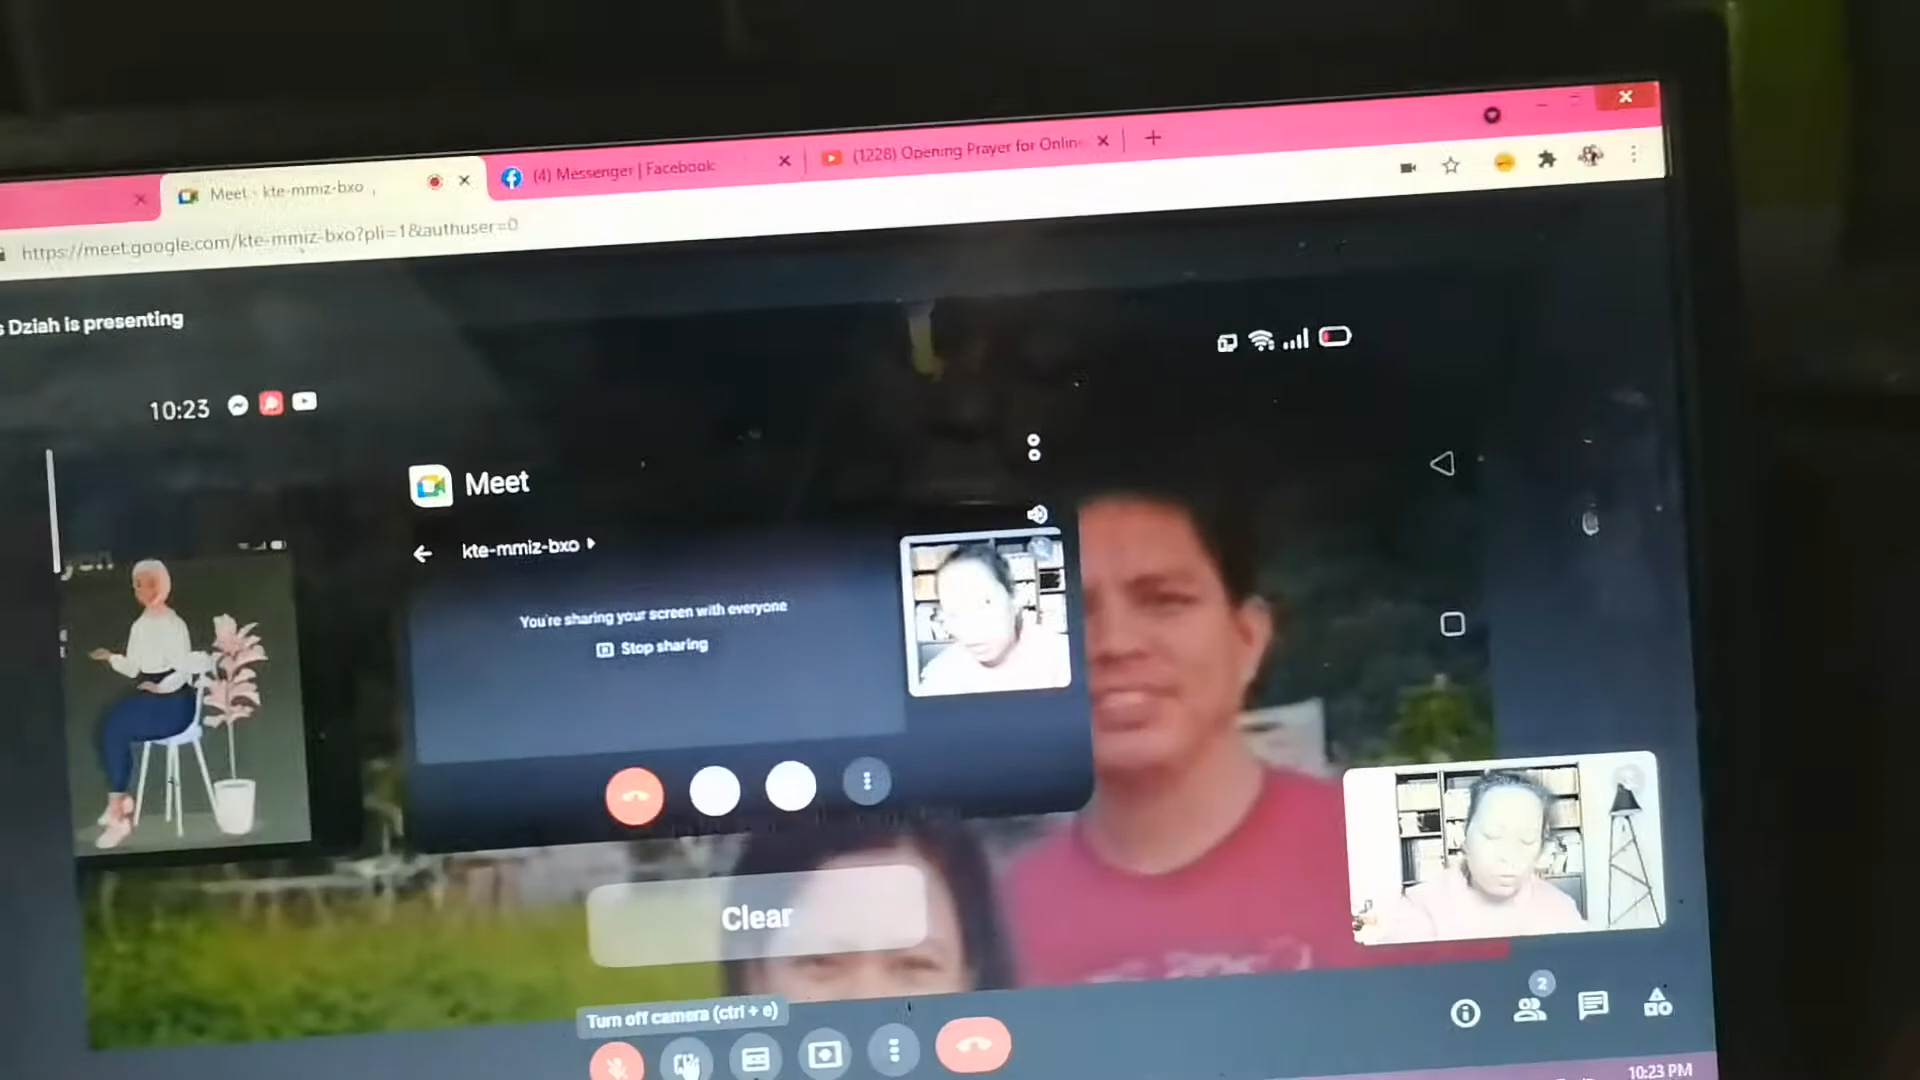 Meet - kte-mmiz-bxo
(4) Messenger | Facebook
(1228) Opening Prayer for Onlin
https://meet.google.com/kte-mmiz-bxo?pli=1&authuser=0
Dziah is presenting
10:23
Meet
kte-mmiz-bxo
You're sharing your screen with everyone
Stop sharing
Clear
Turn off camera (ctrl + e)
2
10:23 PM